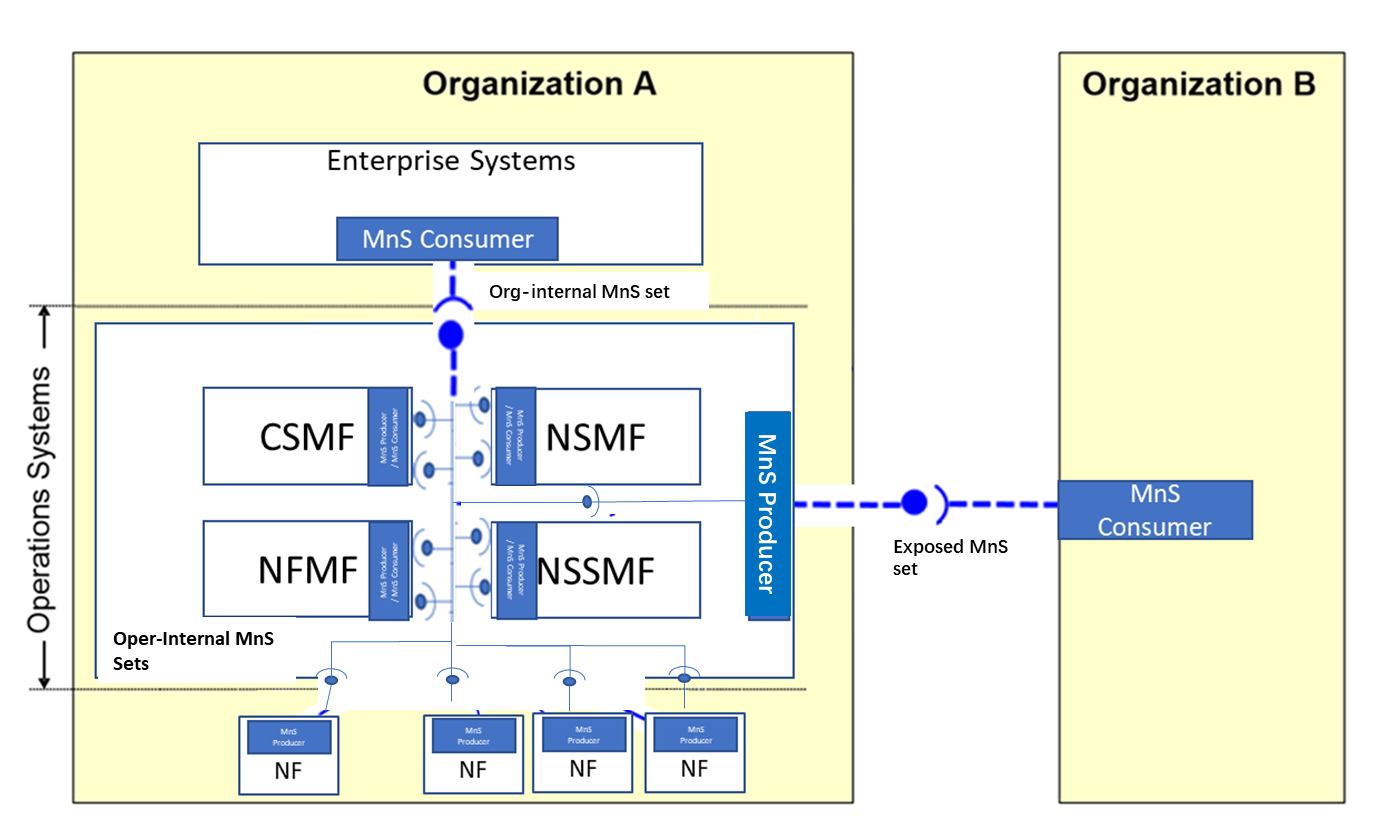 Organization A
Organization B
Enterprise Systems
MnS Consumer
Org-internal MnS set
Operations Systems
CSMF
MnS Producer
/ MnS Consumer
MnS Producer
/ MnS Consumer
NSMF
MnS Producer
MnS
Consumer
Exposed MnS
set
NFMF
MnS Producer
/ MnS Consumer
MnS Producer
/ MnS Consumer
NSSMF
Oper-Internal MnS
Sets
MnS
Producer
NF
MnS
Producer
NF
MnS
Producer
NF
MnS
Producer
NF